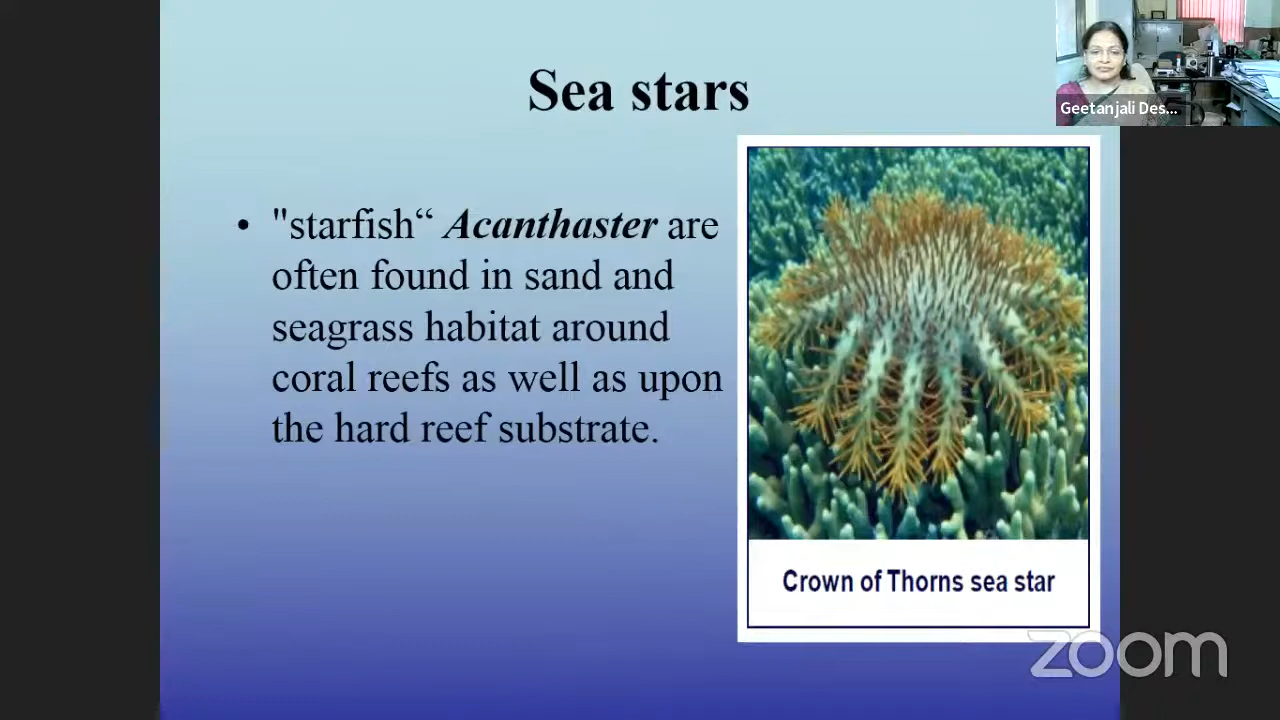 Sea stars
Geetanjali Des...
• "starfish“ Acanthaster are
often found in sand and
seagrass habitat around
coral reefs as well as upon
the hard reef substrate.
Crown of Thorns sea star
zoom